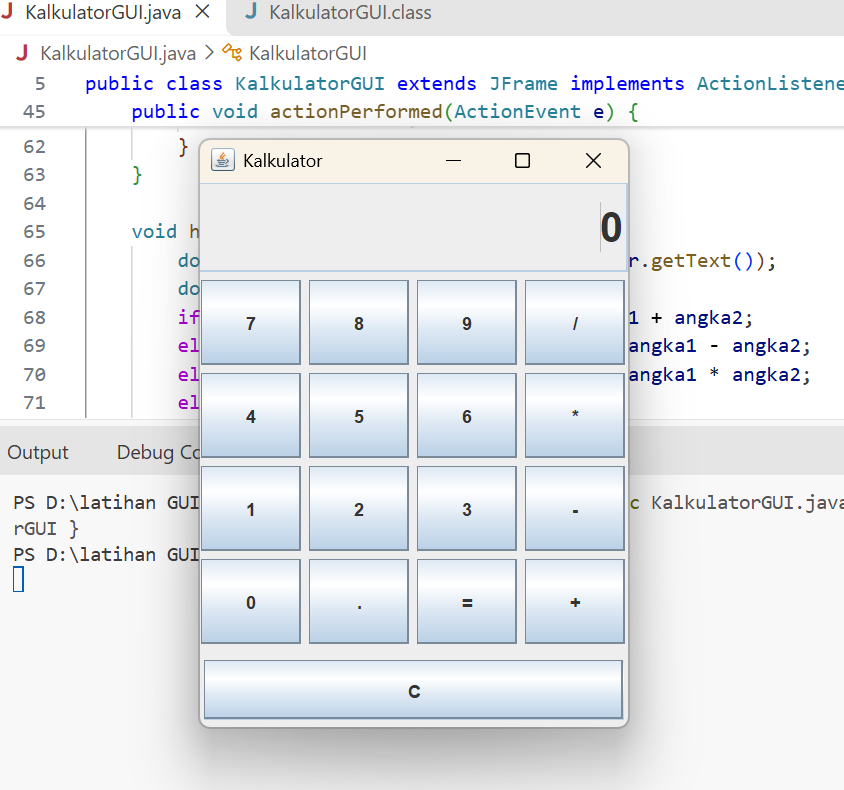 KalkulatorGUI.java KalkulatorGUI.class
KalkulatorGUI.java > KalkulatorGUI
5 public class KalkulatorGUI extends JFrame implements ActionListene
45 public void actionPerformed(ActionEvent e) {
62 }
63 }
64
65 void h
66 do r.getText());
67 do
68 if 1 + angka2;
69 el angka1 - angka2;
70 el angka1 * angka2;
71 el
Kalkulator
0
7 8 9 /
4 5 6 *
1 2 3 -
0 . = +
C
Output Debug Co
PS D:\latihan GUI c KalkulatorGUI.java
rGUI }
PS D:\latihan GUI